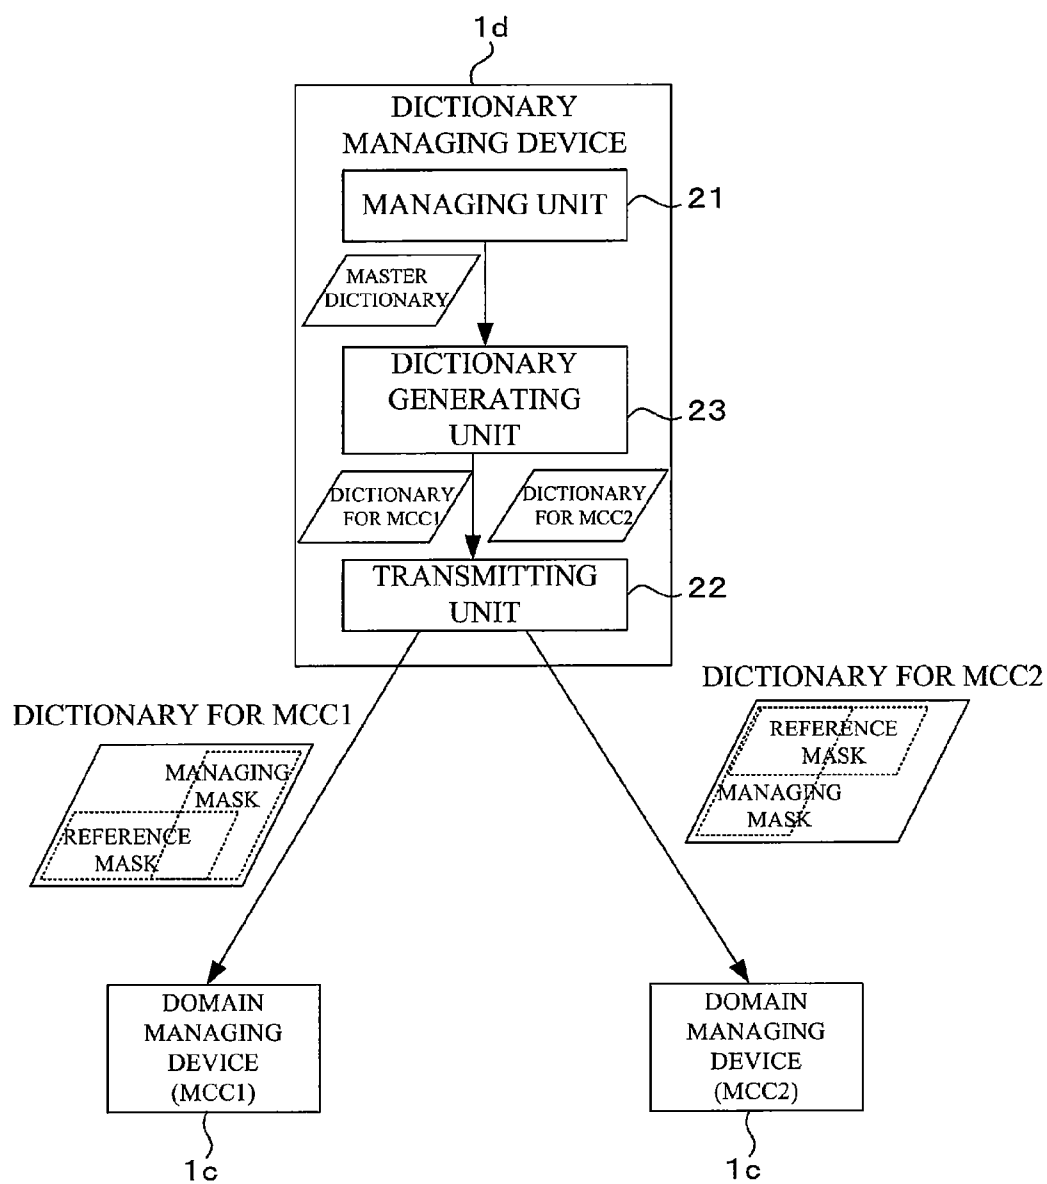 1d
DICTIONARY
MANAGING DEVICE
MANAGING UNIT
21
MASTER
DICTIONARY
DICTIONARY
GENERATING
UNIT
23
DICTIONARY
FOR MCC1
DICTIONARY
FOR MCC2
TRANSMITTING
UNIT
22
DICTIONARY FOR MCC1
MANAGING
MASK
REFERENCE
MASK
DICTIONARY FOR MCC2
REFERENCE
MASK
MANAGING
MASK
DOMAIN
MANAGING
DEVICE
(MCC1)
1c
DOMAIN
MANAGING
DEVICE
(MCC2)
1c